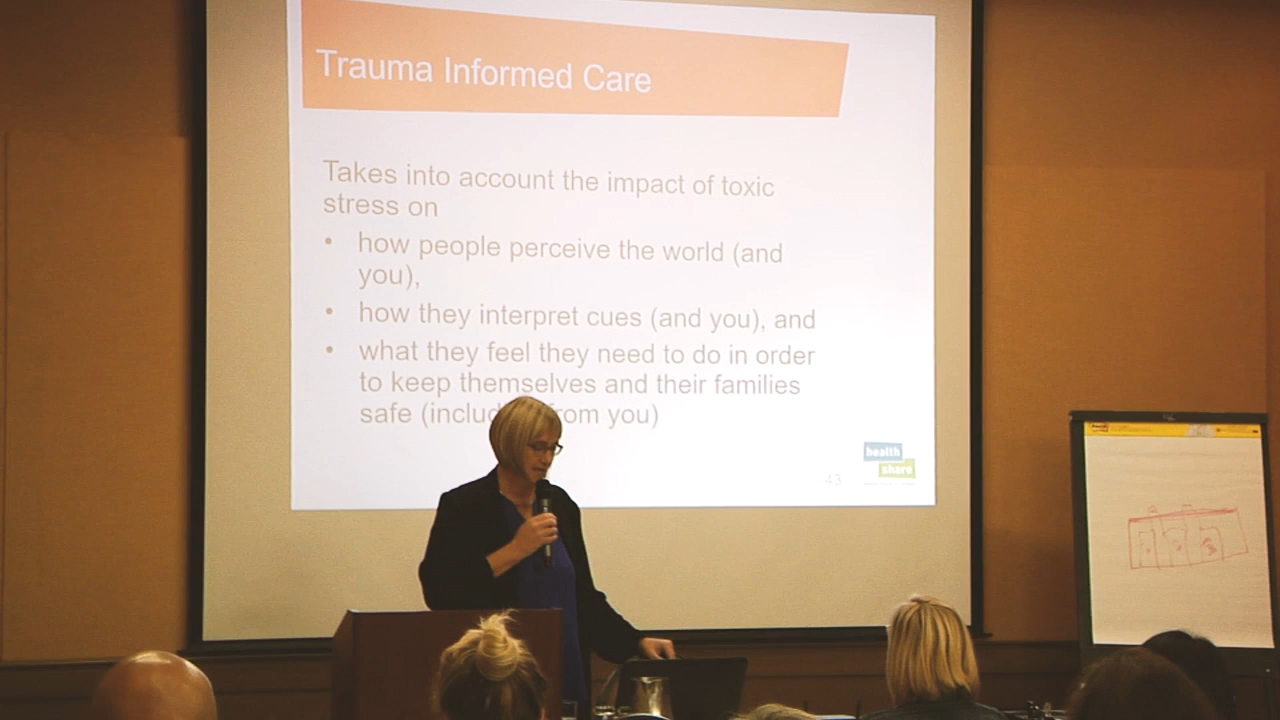 Trauma Informed Care
Takes into account the impact of toxic
stress on
• how people perceive the world (and
you),
• how they interpret cues (and you), and
• what they feel they need to do in order
to keep themselves and their families
safe (includ from you)
health
share
43